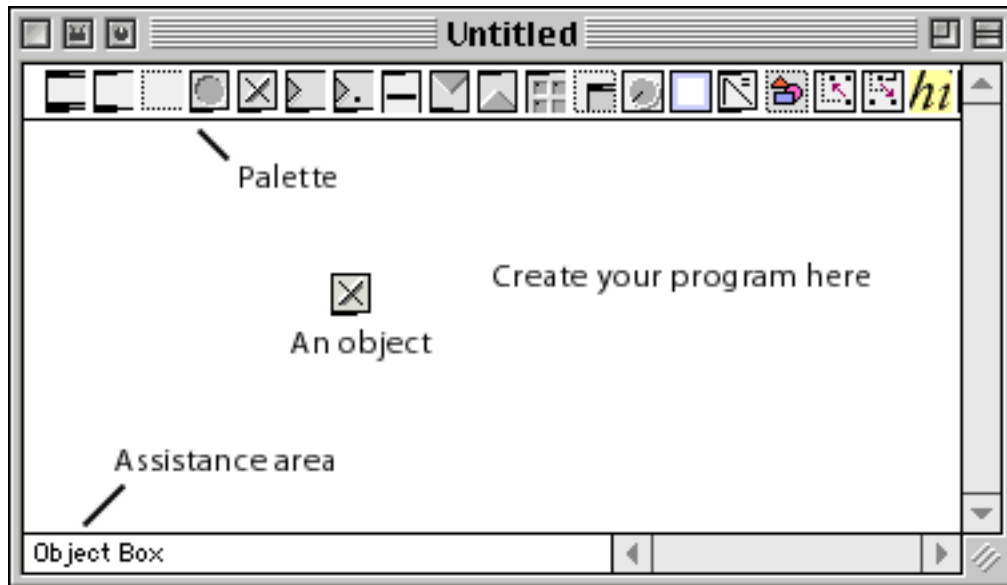 Untitled
hi
Palette
Create your program here
An object
Assistance area
Object Box